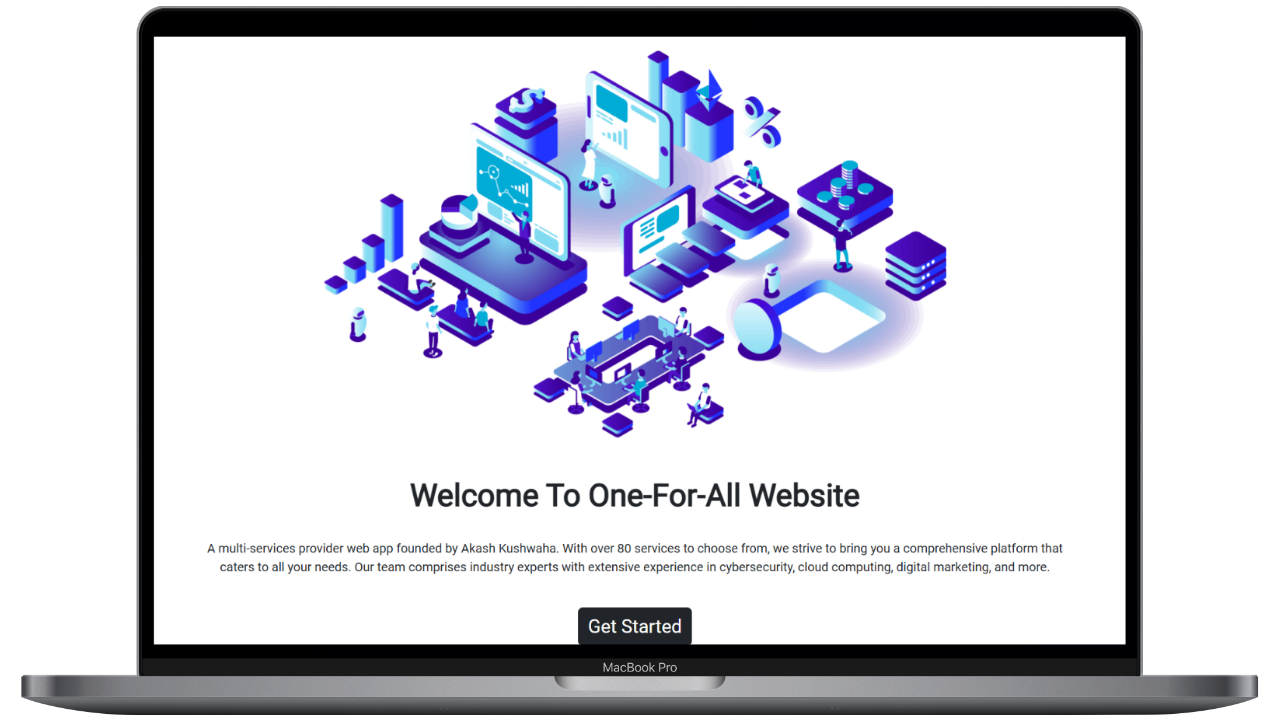 Welcome To One-For-All Website
A multi-services provider web app founded by Akash Kushwaha. With over 80 services to choose from, we strive to bring you a comprehensive platform that
caters to all your needs. Our team comprises industry experts with extensive experience in cybersecurity, cloud computing, digital marketing, and more.
Get Started
MacBook Pro